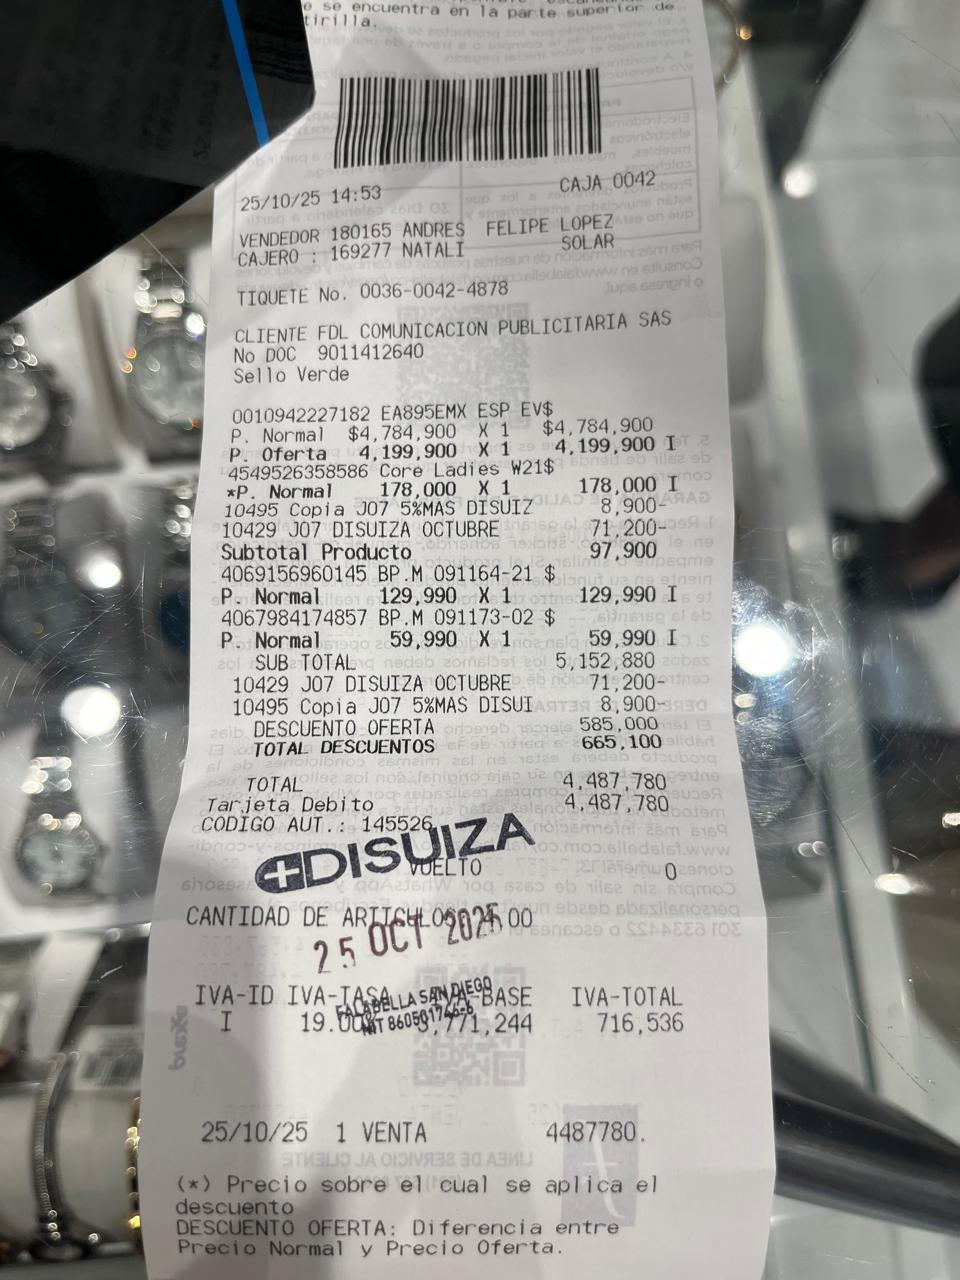 e se encuentra en la parte superior de
tirilla.
25/10/25 14:53 CAJA 0042
VENDEDOR 180165 ANDRES FELIPE LOPEZ
CAJERO : 169277 NATALI SOLAR
TIQUETE No. 0036-0042-4878
CLIENTE FDL COMUNICACION PUBLICITARIA SAS
No DOC 9011412640
Sello Verde
0010942227182 EA895EMX ESP EV$
P. Normal $4,784,900 X 1 $4,784,900
P. Oferta 4,199,900 X 1 4,199,900 I
4549526358586 Core Ladies W21$
*P. Normal 178,000 X 1 178,000 I
10495 Copia J07 5%MAS DISUIZ 8,900-
10429 J07 DISUIZA OCTUBRE 71,200-
Subtotal Producto 97,900
4069156960145 BP.M 091164-21 $
P. Normal 129,990 X 1 129,990 I
4067984174857 BP.M 091173-02 $
P. Normal 59,990 X 1 59,990 I
SUB TOTAL 5,152,880
10429 J07 DISUIZA OCTUBRE 71,200-
10495 Copia J07 5%MAS DISUI 8,900-
DESCUENTO OFERTA 585,000
TOTAL DESCUENTOS 665,100
TOTAL 4,487,780
Tarjeta Debito 4,487,780
CODIGO AUT.: 145526
DISUIZA
VUELTO 0
CANTIDAD DE ARTICULOS 00
25 OCT 2025
FALABELLA SAN DIEGO
NIT 860501746-6
IVA-ID IVA-TASA IVA-BASE IVA-TOTAL
I 19.00% 3,771,244 716,536
25/10/25 1 VENTA 4487780.
(*) Precio sobre el cual se aplica el
descuento
DESCUENTO OFERTA: Diferencia entre
Precio Normal y Precio Oferta.